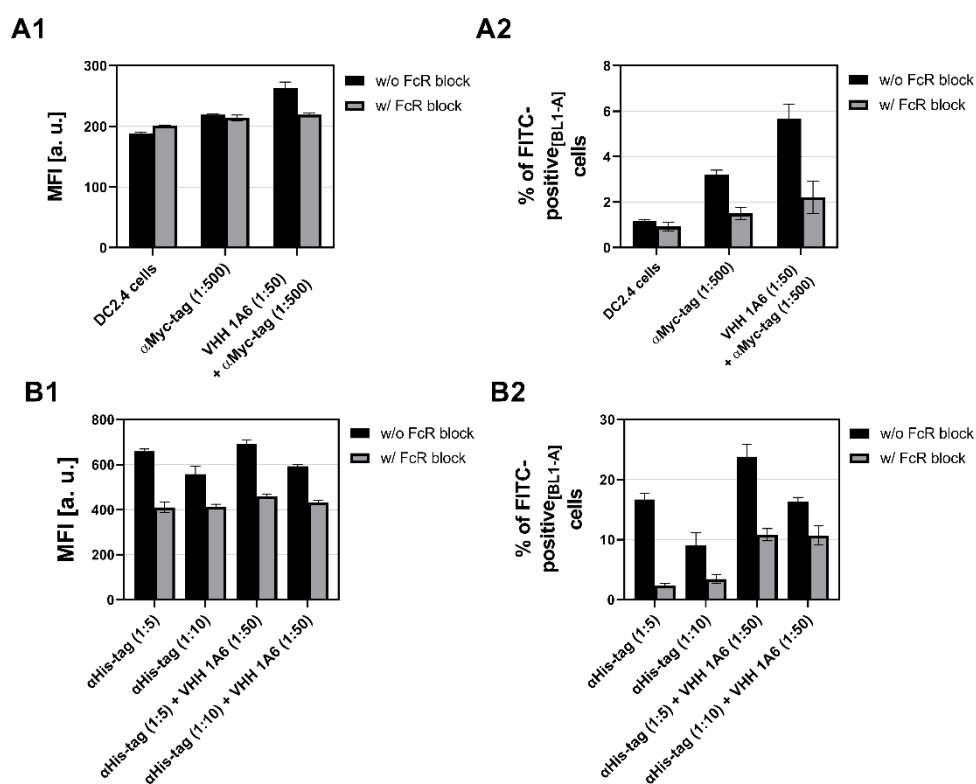 A1
MFI [a. u.]
300
200
100
0
DC2.4 cells
αMyc-tag (1:500)
VHH 1A6 (1:50)
+ αMyc-tag (1:500)
w/o FcR block
w/ FcR block
A2
% of FITC-
positive[BL1-A]
cells
8
6
4
2
0
DC2.4 cells
αMyc-tag (1:500)
VHH 1A6 (1:50)
+ αMyc-tag (1:500)
w/o FcR block
w/ FcR block
B1
MFI [a. u.]
800
600
400
200
0
αHis-tag (1:5)
αHis-tag (1:10)
αHis-tag (1:5) + VHH 1A6 (1:50)
αHis-tag (1:10) + VHH 1A6 (1:50)
w/o FcR block
w/ FcR block
B2
% of FITC-
positive[BL1-A]
cells
30
20
10
0
αHis-tag (1:5)
αHis-tag (1:10)
αHis-tag (1:5) + VHH 1A6 (1:50)
αHis-tag (1:10) + VHH 1A6 (1:50)
w/o FcR block
w/ FcR block